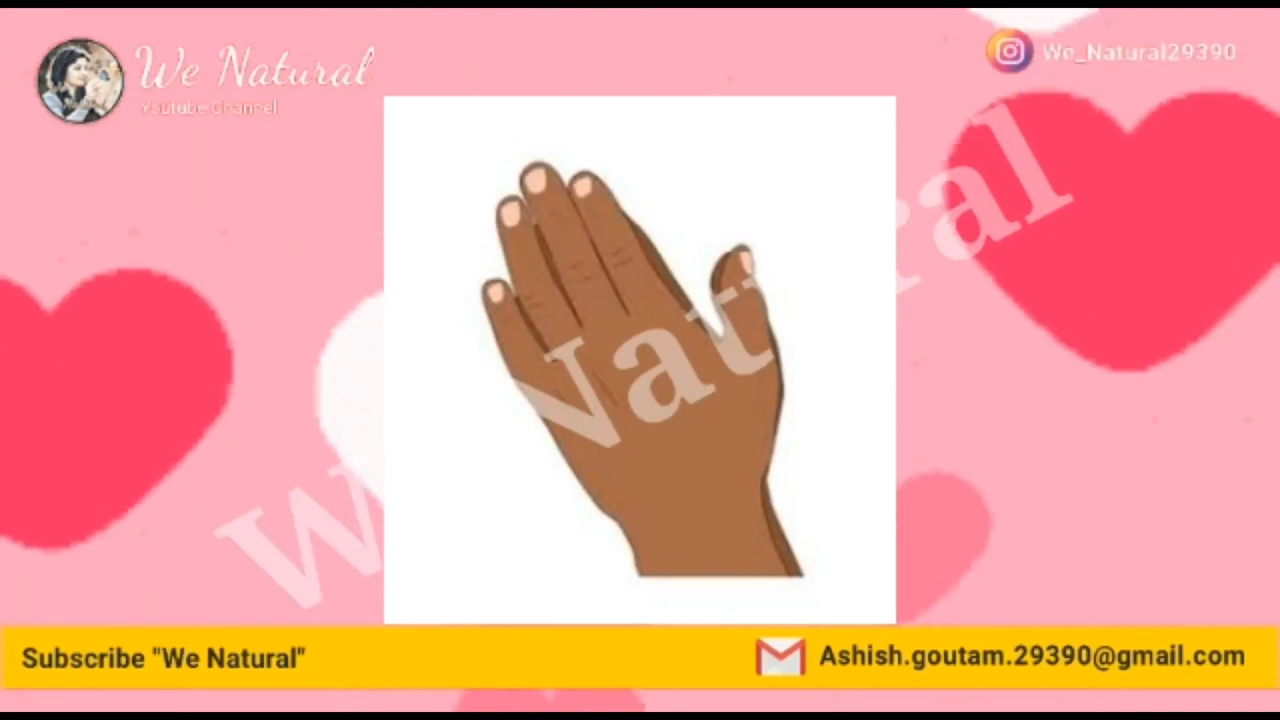 We Natural
Youtube Channel
We_Natural29390
We Natural
Subscribe "We Natural"
Ashish.goutam.29390@gmail.com